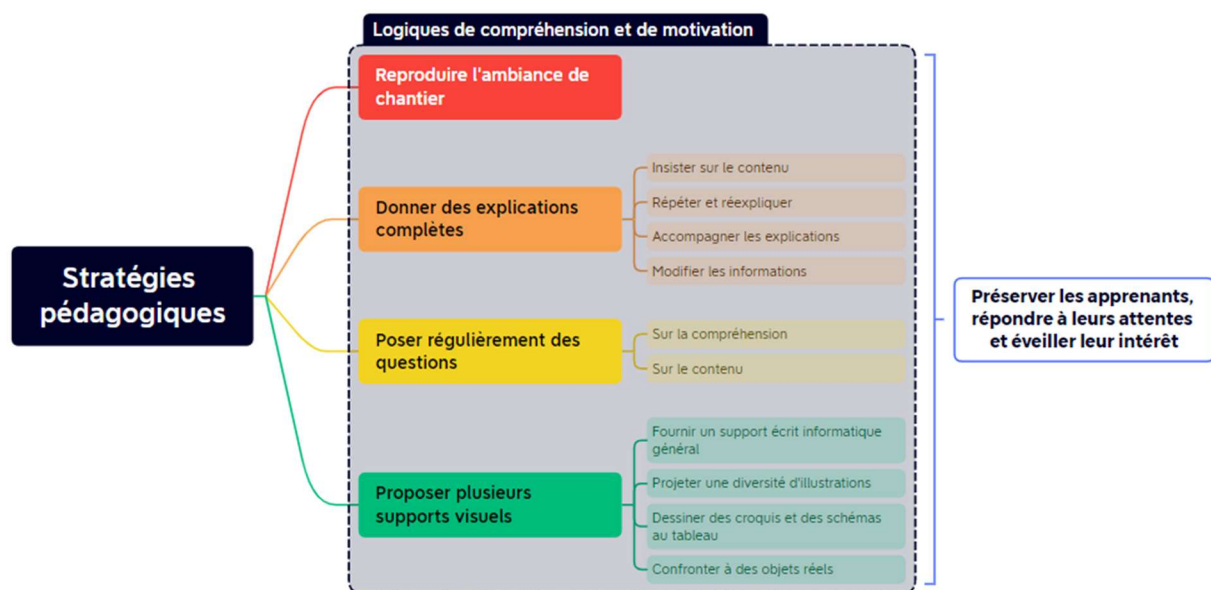 Logiques de compréhension et de motivation
Reproduire l'ambiance de
chantier
Insister sur le contenu
Donner des explications
complètes
Répéter et réexpliquer
Accompagner les explications
Modifier les informations
Stratégies
pédagogiques
Préserver les apprenants,
répondre à leurs attentes
et éveiller leur intérêt
Poser régulièrement des
questions
Sur la compréhension
Sur le contenu
Fournir un support écrit informatique
général
Proposer plusieurs
supports visuels
Projeter une diversité d'illustrations
Dessiner des croquis et des schémas
au tableau
Confronter à des objets réels